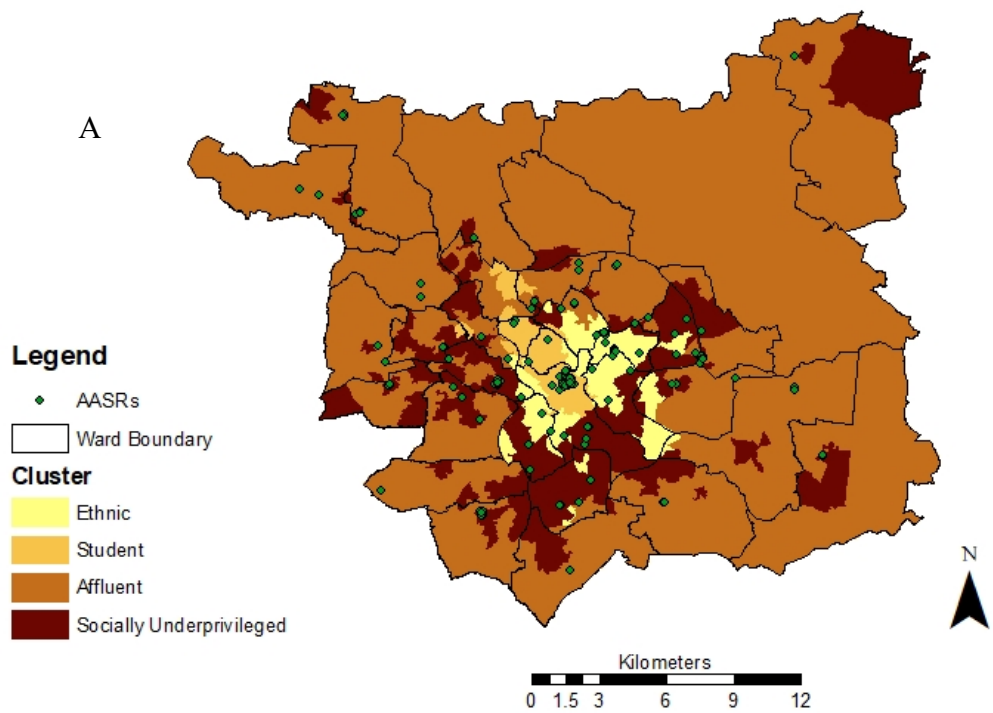 A
Legend
AASRs
Ward Boundary
Cluster
Ethnic
Student
Affluent
Socially Underprivileged
N
Kilometers
0 1.5 3 6 9 12